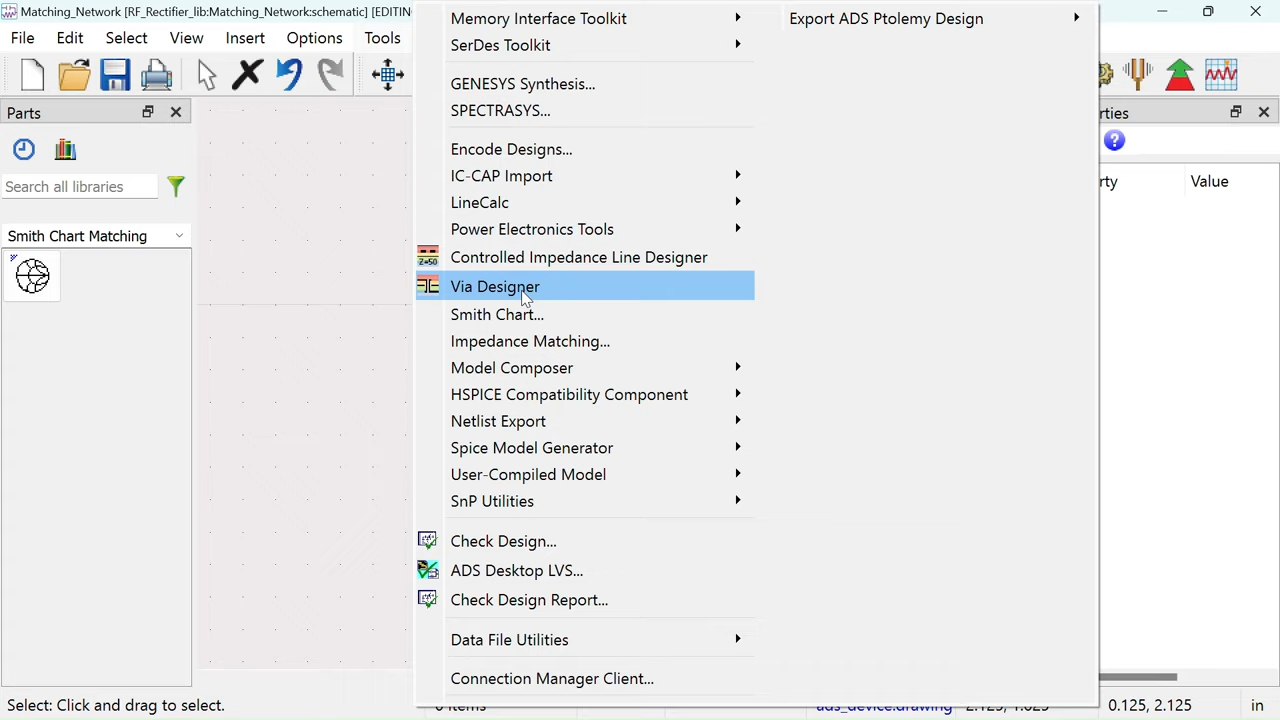 Matching_Network [RF_Rectifier_lib:Matching_Network:schematic] [EDITIN
File Edit Select View Insert Options Tools
Parts
Search all libraries
Smith Chart Matching
Memory Interface Toolkit
SerDes Toolkit
GENESYS Synthesis...
SPECTRASYS...
Encode Designs...
IC-CAP Import
LineCalc
Power Electronics Tools
Z=50 Controlled Impedance Line Designer
Via Designer
Smith Chart...
Impedance Matching...
Model Composer
HSPICE Compatibility Component
Netlist Export
Spice Model Generator
User-Compiled Model
SnP Utilities
Check Design...
ADS Desktop LVS...
Check Design Report...
Data File Utilities
Connection Manager Client...
Export ADS Ptolemy Design
rties
rty Value
Select: Click and drag to select.
0.125, 2.125 in